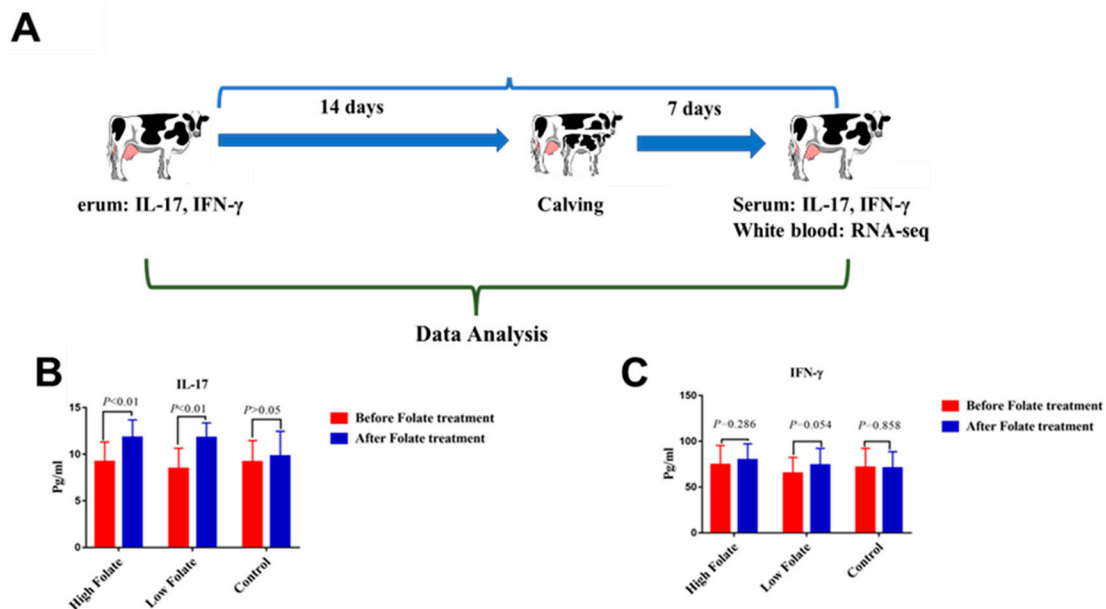 A
14 days
7 days
erum: IL-17, IFN-γ
Calving
Serum: IL-17, IFN-γ
White blood: RNA-seq
Data Analysis
B
IL-17
P<0.01
P<0.01
P>0.05
15
10
5
0
Pg/ml
High Folate
Low Folate
Control
Before Folate treatment
After Folate treatment
C
IFN-γ
P=0.286
P=0.054
P=0.858
150
100
50
0
Pg/ml
High Folate
Low Folate
Control
Before Folate treatment
After Folate treatment